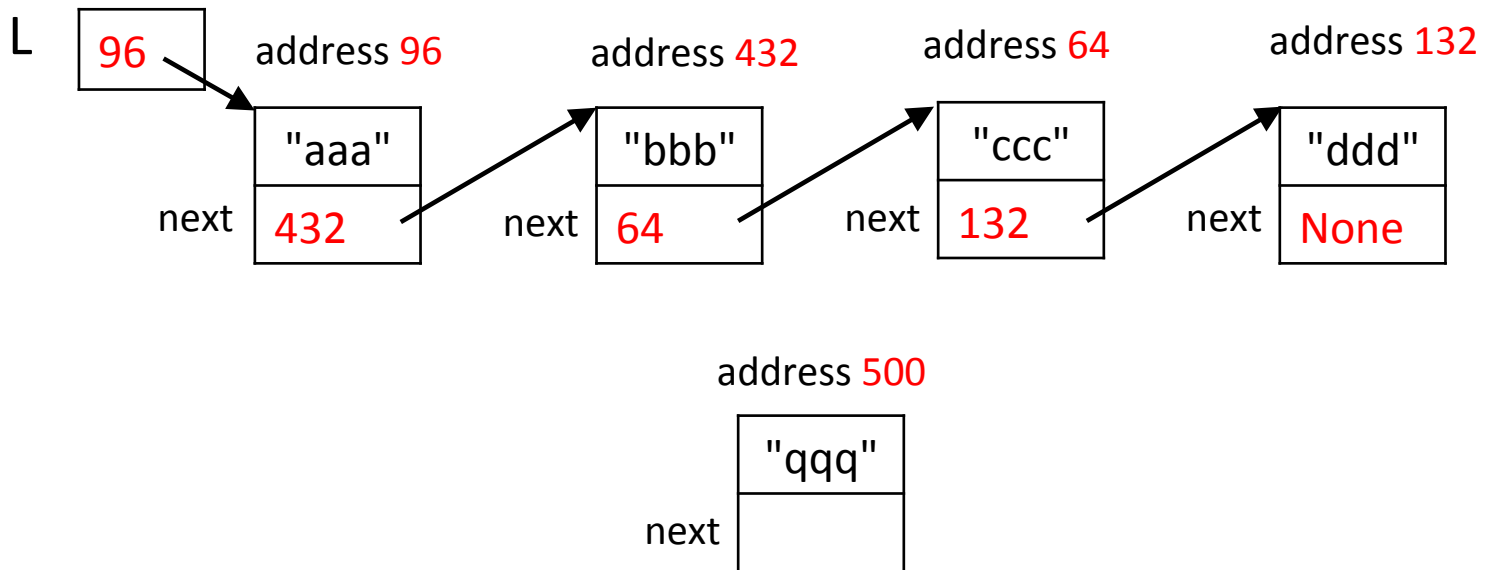 L 96 address 96 address 432 address 64 address 132
"aaa" "bbb" "ccc" "ddd"
next 432 next 64 next 132 next None
address 500
"qqq"
next